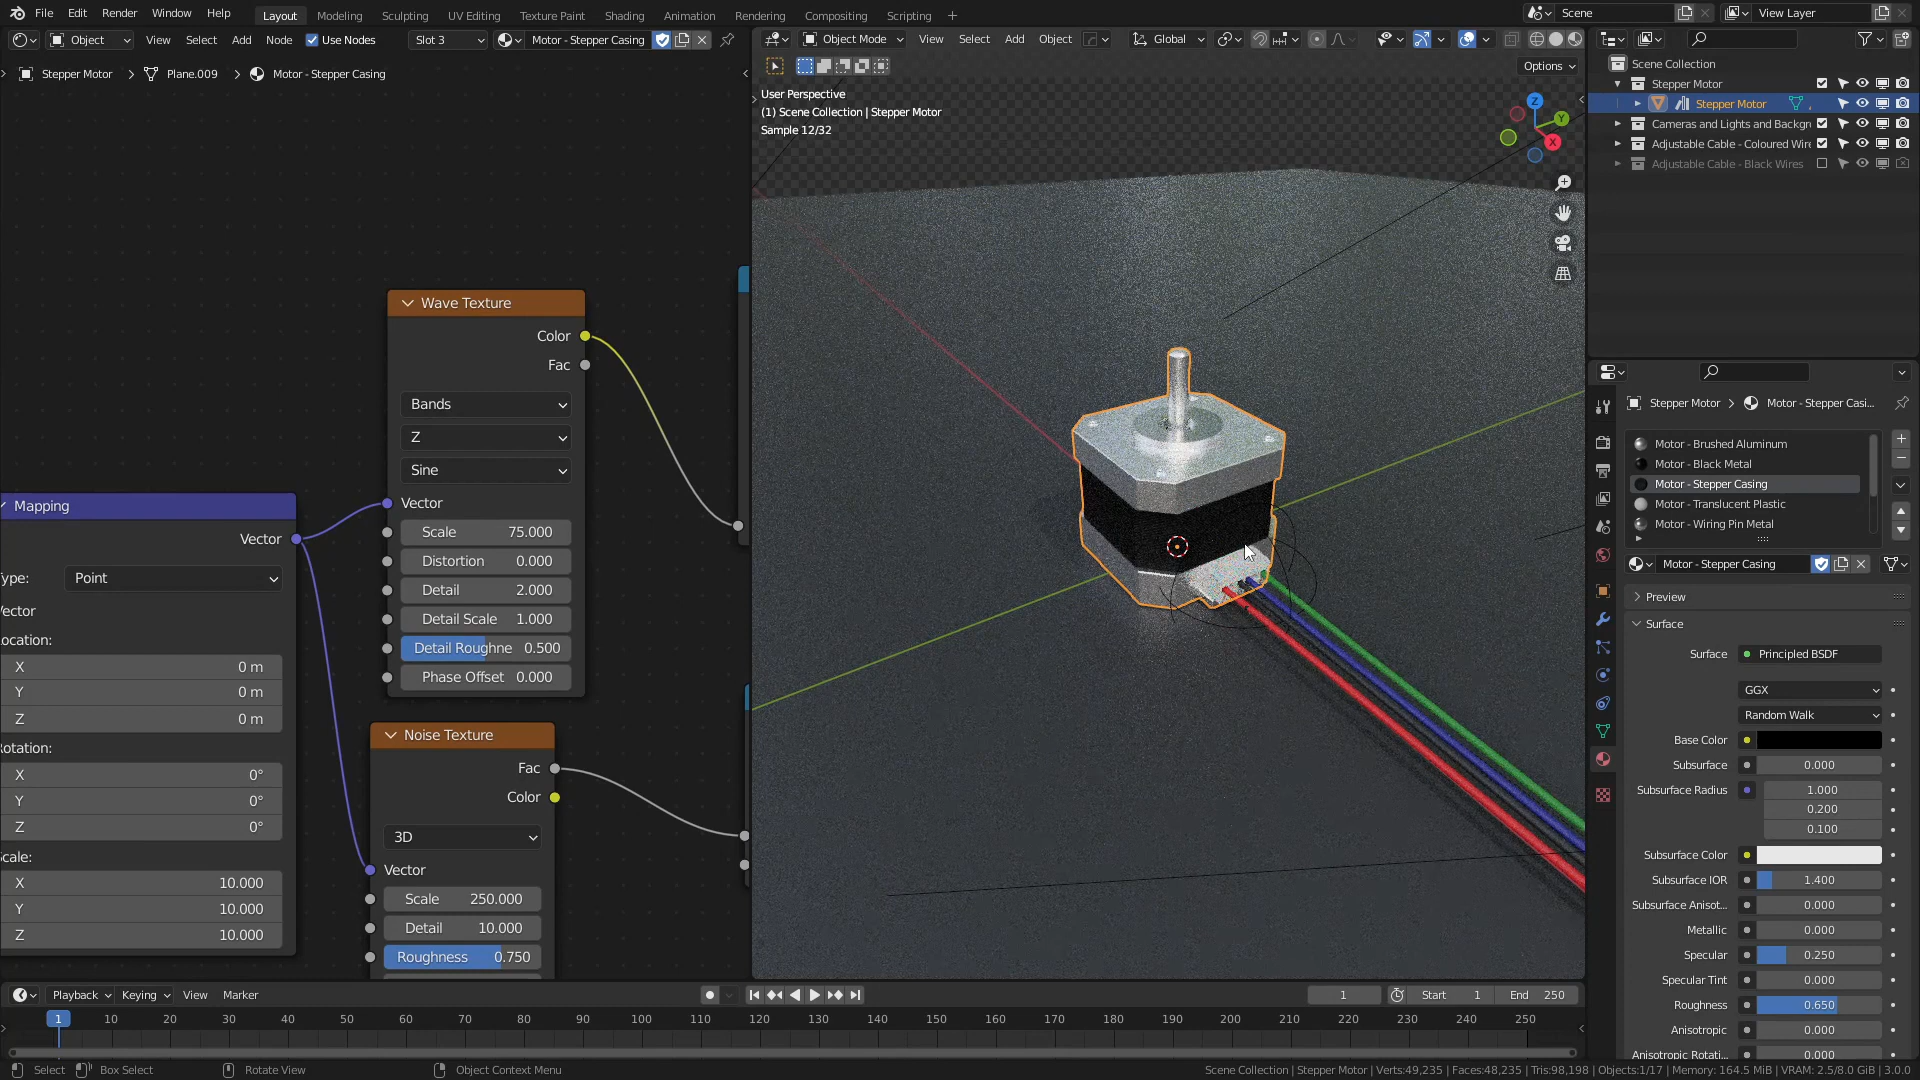 File Edit Render Window Help
Layout Modeling Sculpting UV Editing Texture Paint Shading Animation Rendering Compositing Scripting +
Scene View Layer
Object View Select Add Node Use Nodes Slot 3 Motor - Stepper Casing
Object Mode View Select Add Object Global
Options
Stepper Motor > Plane.009 > Motor - Stepper Casing
User Perspective
(1) Scene Collection | Stepper Motor
Sample 12/32
Z
Y
X
Scene Collection
Stepper Motor
Stepper Motor
Cameras and Lights and Backgr
Adjustable Cable - Coloured Wire
Adjustable Cable - Black Wires
Wave Texture
Color
Fac
Bands
Z
Sine
Vector
Scale 75.000
Distortion 0.000
Detail 2.000
Detail Scale 1.000
Detail Roughne 0.500
Phase Offset 0.000
Mapping
Vector
ype: Point
ector
ocation:
X 0 m
Y 0 m
Z 0 m
otation:
X 0°
Y 0°
Z 0°
cale:
X 10.000
Y 10.000
Z 10.000
Noise Texture
Fac
Color
3D
Vector
Scale 250.000
Detail 10.000
Roughness 0.750
Stepper Motor > Motor - Stepper Casi...
Motor - Brushed Aluminum
Motor - Black Metal
Motor - Stepper Casing
Motor - Translucent Plastic
Motor - Wiring Pin Metal
Motor - Stepper Casing
Preview
Surface
Surface Principled BSDF
GGX
Random Walk
Base Color
Subsurface 0.000
Subsurface Radius 1.000
0.200
0.100
Subsurface Color
Subsurface IOR 1.400
Subsurface Anisot... 0.000
Metallic 0.000
Specular 0.250
Specular Tint 0.000
Roughness 0.650
Anisotropic 0.000
Anisotropic Rotati... 0.000
Playback Keying View Marker
1 Start 1 End 250
1 10 20 30 40 50 60 70 80 90 100 110 120 130 140 150 160 170 180 190 200 210 220 230 240 250
Select Box Select Rotate View Object Context Menu
Scene Collection | Stepper Motor | Verts:49,235 | Faces:48,235 | Tris:98,198 | Objects:1/17 | Memory: 164.5 MiB | VRAM: 2.5/8.0 GiB | 3.0.0